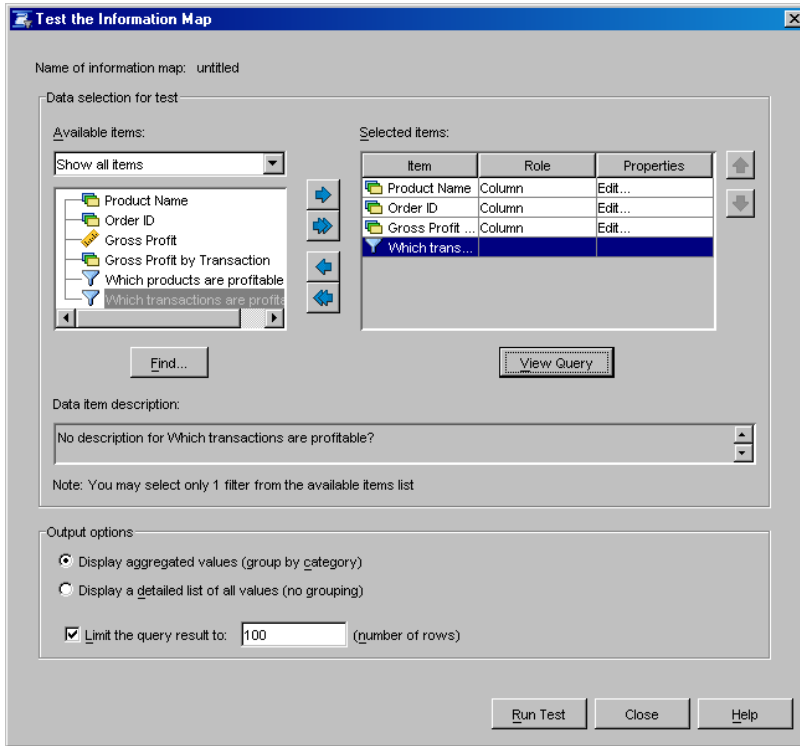 Test the Information Map
Name of information map: untitled
Data selection for test
Available items:
Selected items:
Show all items
Item Role Properties
Product Name
Order ID
Gross Profit
Gross Profit by Transaction
Which products are profitable
Which transactions are profita
Product Name Column Edit...
Order ID Column Edit...
Gross Profit ... Column Edit...
Which trans...
Find...
View Query
Data item description:
No description for Which transactions are profitable?
Note: You may select only 1 filter from the available items list
Output options
Display aggregated values (group by category)
Display a detailed list of all values (no grouping)
Limit the query result to: 100 (number of rows)
Run Test Close Help